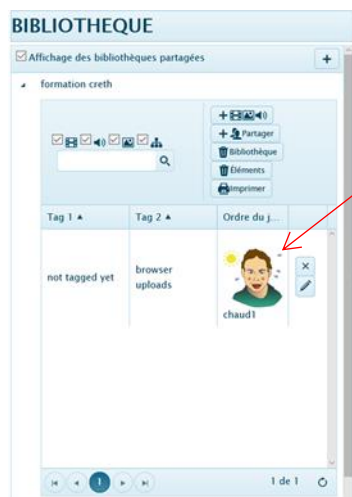 BIBLIOTHEQUE
Affichage des bibliothèques partagées
+
formation creth
+
+ Partager
Bibliothèque
Éléments
Imprimer
Tag 1 ▲
Tag 2 ▲
Ordre du j...
not tagged yet
browser
uploads
chaud1
1
1 de 1